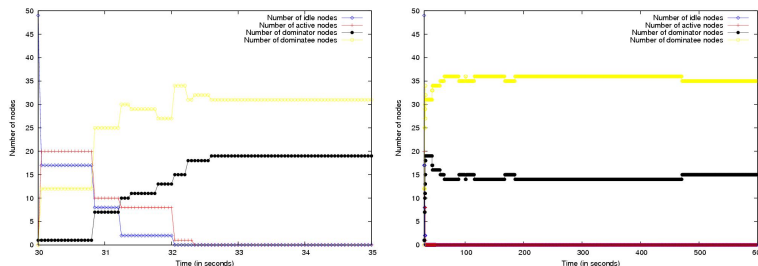 Number of idle nodes
Number of active nodes
Number of dominator nodes
Number of dominatee nodes
50
45
40
35
30
25
20
15
10
5
0
Number of nodes
30 31 32 33 34 35
Time (in seconds)
Number of idle nodes
Number of active nodes
Number of dominator nodes
Number of dominatee nodes
50
45
40
35
30
25
20
15
10
5
0
Number of nodes
100 200 300 400 500 600
Time (in seconds)